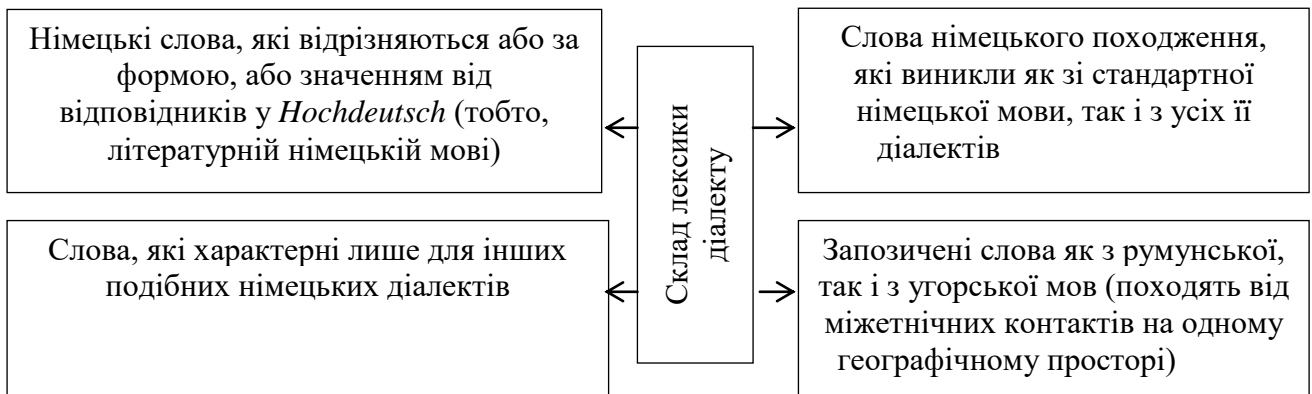 Німецькі слова, які відрізняються або за
формою, або значенням від
відповідників у Hochdeutsch (тобто,
літературній німецькій мові)
Слова, які характерні лише для інших
подібних німецьких діалектів
Склад лексики
діалекту
Слова німецького походження,
які виникли як зі стандартної
німецької мови, так і з усіх її
діалектів
Запозичені слова як з румунської,
так і з угорської мов (походять від
міжетнічних контактів на одному
географічному просторі)